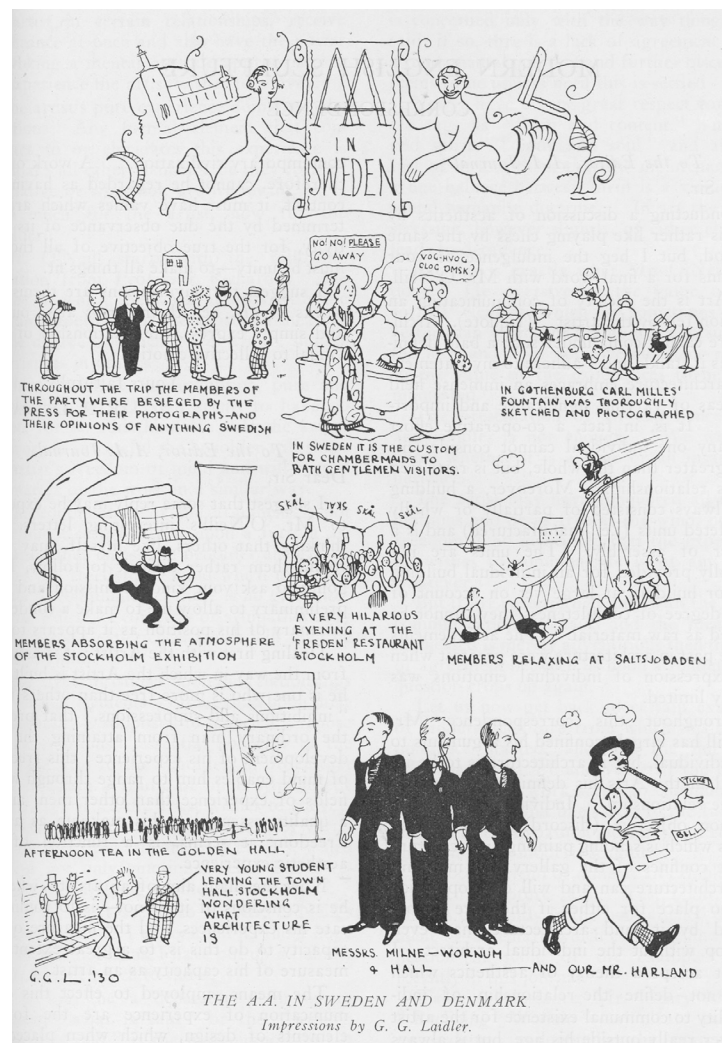 AA
IN
SWEDEN
NO! NO! PLEASE
GO AWAY
VOG-HVOG
CLOG DMSK?
THROUGHOUT THE TRIP THE MEMBERS OF
THE PARTY WERE BESIEGED BY THE
PRESS FOR THEIR PHOTOGRAPHS-AND
THEIR OPINIONS OF ANYTHING SWEDISH
IN SWEDEN IT IS THE CUSTOM
FOR CHAMBERMAIDS TO
BATH GENTLEMEN VISITORS.
IN GOTHENBURG CARL MILLES'
FOUNTAIN WAS THOROUGHLY
SKETCHED AND PHOTOGRAPHED
MEMBERS ABSORBING THE ATMOSPHERE
OF THE STOCKHOLM EXHIBITION
SKÅL SKÅL SKÅ SKÅL
A VERY HILARIOUS
EVENING AT THE
'FREDEN' RESTAURANT
STOCKHOLM
MEMBERS RELAXING AT SALTSJOBADEN
AFTERNOON TEA IN THE GOLDEN HALL
VERY YOUNG STUDENT
LEAVING THE TOWN
HALL STOCKHOLM
WONDERING
WHAT
ARCHITECTURE
IS
G.G.L. '30
MESSRS. MILNE-WORNUM
& HALL
TICKET
BILL
-AND OUR MR. HARLAND
THE A.A. IN SWEDEN AND DENMARK
Impressions by G. G. Laidler.